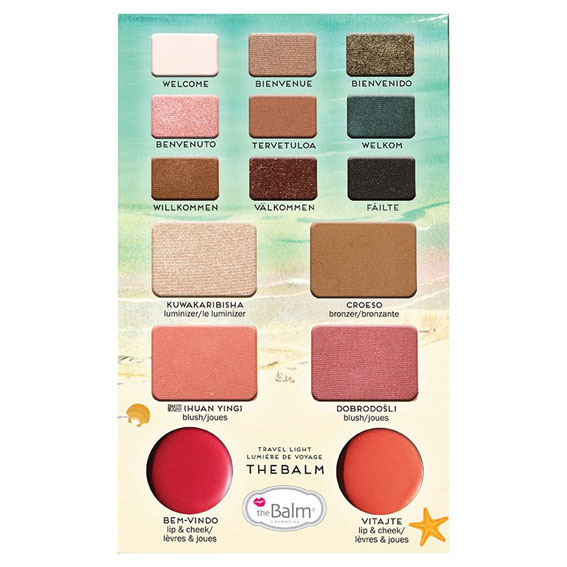 WELCOME
BIENVENUE
BIENVENIDO
BENVENUTO
TERVETULOA
WELKOM
WILLKOMMEN
VÄLKOMMEN
FÁILTE
KUWAKARIBISHA
luminizer/le luminizer
CROESO
bronzer/bronzante
(HUAN YING)
blush/joues
DOBRODOŠLI
blush/joues
TRAVEL LIGHT
LUMIÈRE DE VOYAGE
THEBALM
theBalm®
cosmetics
BEM-VINDO
lip & cheek/
lèvres & joues
VITAJTE
lip & cheek/
lèvres & joues